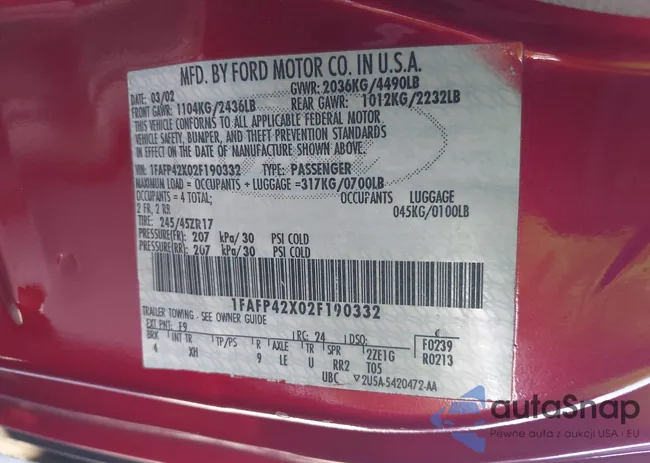 MFD. BY FORD MOTOR CO. IN U.S.A.
DATE: 03/02 GVWR: 2036KG/4490LB
FRONT GAWR: 1104KG/2436LB REAR GAWR: 1012KG/2232LB
THIS VEHICLE CONFORMS TO ALL APPLICABLE FEDERAL MOTOR
VEHICLE SAFETY, BUMPER, AND THEFT PREVENTION STANDARDS
IN EFFECT ON THE DATE OF MANUFACTURE SHOWN ABOVE.
VIN: 1FAFP42X02F190332 TYPE: PASSENGER
MAXIMUM LOAD = OCCUPANTS + LUGGAGE = 317KG/0700LB
OCCUPANTS = 4 TOTAL; OCCUPANTS LUGGAGE
2 FR, 2 RR 045KG/0100LB
TIRE: 245/45ZR17
PRESSURE(FR): 207 kPa/30 PSI COLD
PRESSURE(RR): 207 kPa/30 PSI COLD
1FAFP42X02F190332
TRAILER TOWING - SEE OWNER GUIDE
EXT PNT: F9 RC: 24 DSO: F0239
BRK INT TR TP/PS R AXLE TR SPR 2ZE1G R0213
4 XH 9 LE U RR2 T05
UBC 2U5A-5420472-AA
autoSnap
Pewne auta z aukcji USA i EU